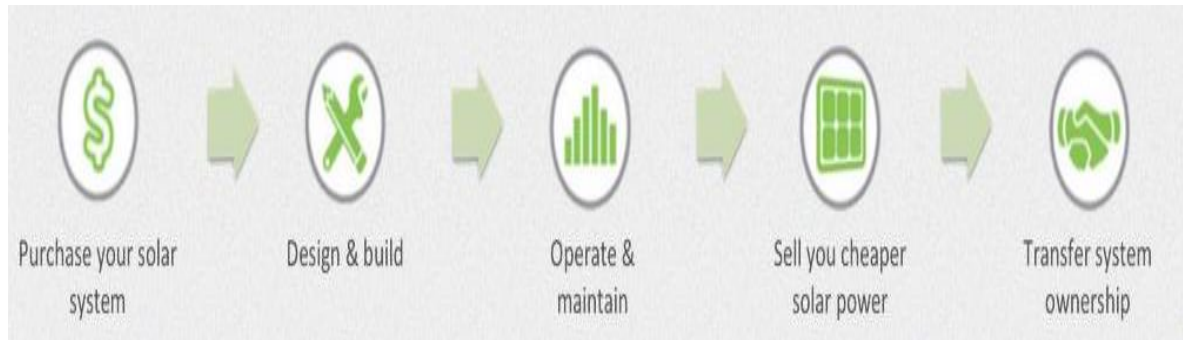 Purchase your solar
system
Design & build
Operate &
maintain
Sell you cheaper
solar power
Transfer system
ownership